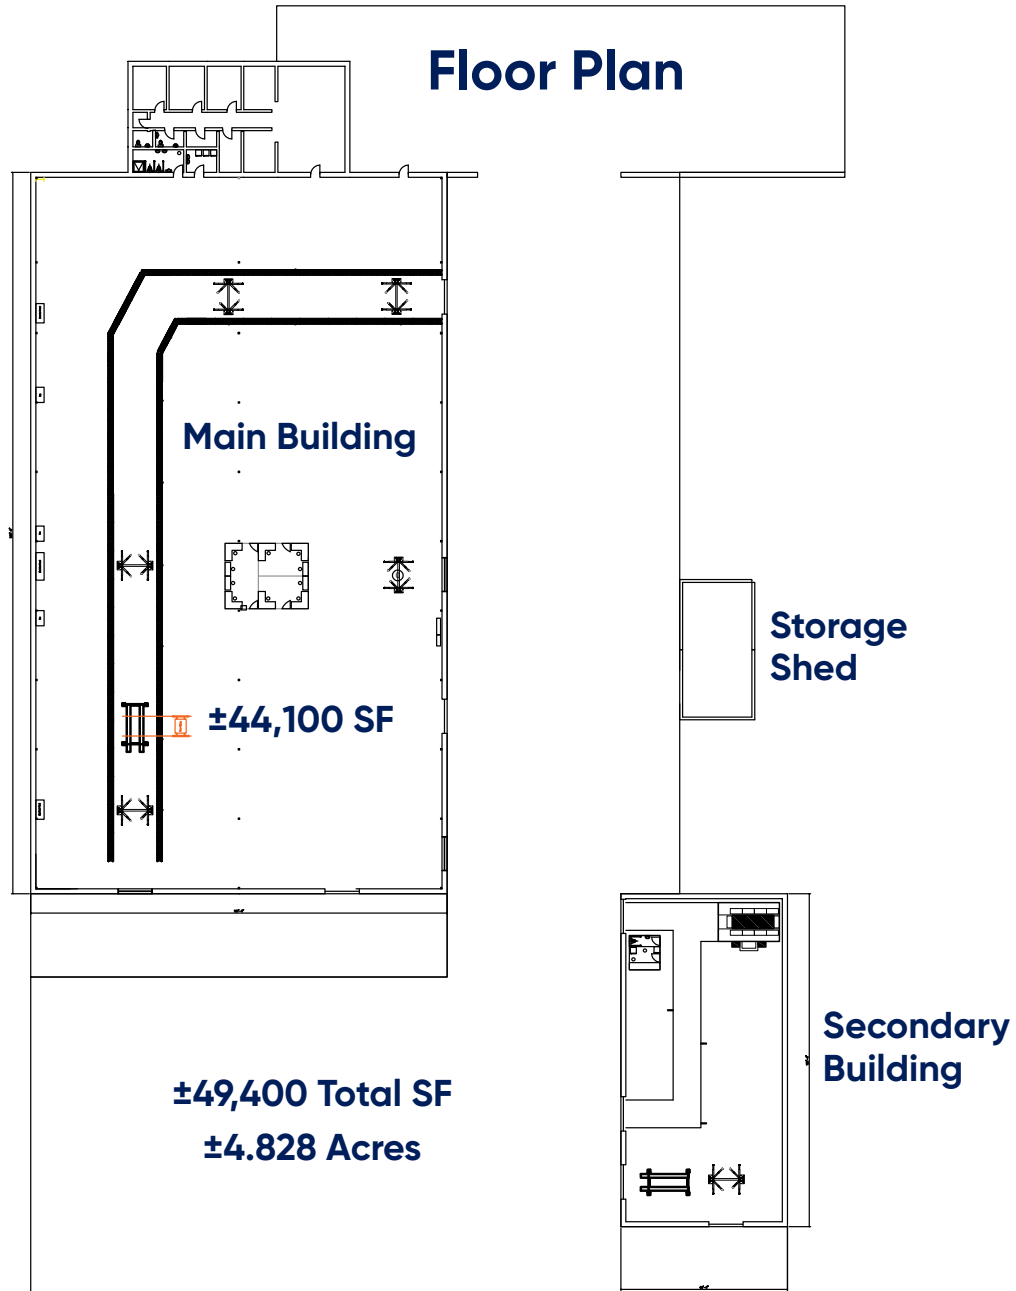 Floor Plan
Main Building
±44,100 SF
Storage
Shed
Secondary
Building
±49,400 Total SF
±4.828 Acres